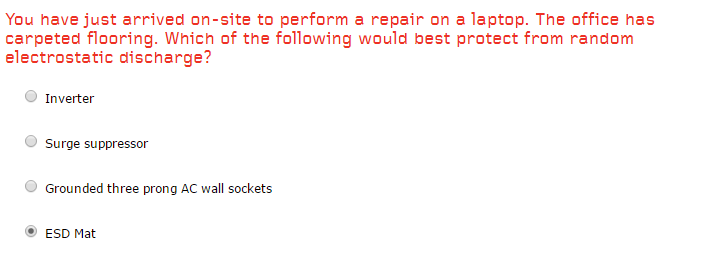 You have just arrived on-site to perform a repair on a laptop. The office has
carpeted flooring. Which of the following would best protect from random
electrostatic discharge?
Inverter
Surge suppressor
Grounded three prong AC wall sockets
ESD Mat